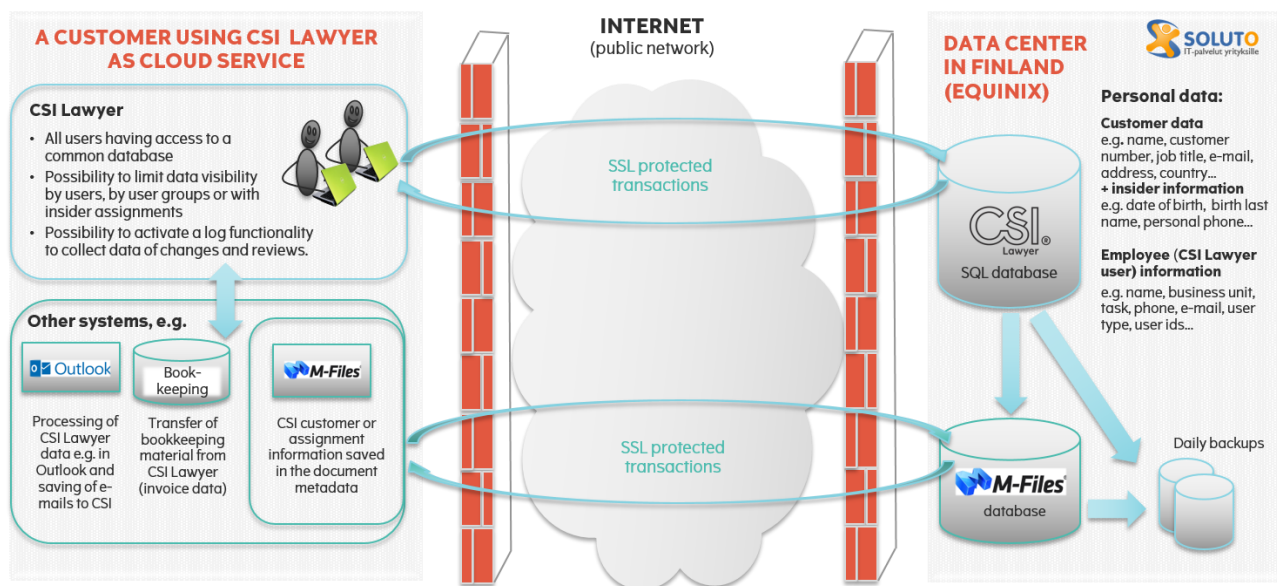 A CUSTOMER USING CSI LAWYER
AS CLOUD SERVICE
CSI Lawyer
• All users having access to a
common database
• Possibility to limit data visibility
by users, by user groups or with
insider assignments
• Possibility to activate a log functionality
to collect data of changes and reviews.
Other systems, e.g.
Outlook
Book-
keeping
M-Files
Processing of
CSI Lawyer
data e.g. in
Outlook and
saving of e-
mails to CSI
Transfer of
bookkeeping
material from
CSI Lawyer
(invoice data)
CSI customer or
assignment
information saved
in the document
metadata
INTERNET
(public network)
SSL protected
transactions
SSL protected
transactions
DATA CENTER
IN FINLAND
(EQUINIX)
SOLUTO
IT-palvelut yrityksille
CSI®
Lawyer
SQL database
M-Files
database
Personal data:
Customer data
e.g. name, customer
number, job title, e-mail,
address, country...
+ insider information
e.g. date of birth, birth last
name, personal phone...
Employee (CSI Lawyer
user) information
e.g. name, business unit,
task, phone, e-mail, user
type, user ids...
Daily backups